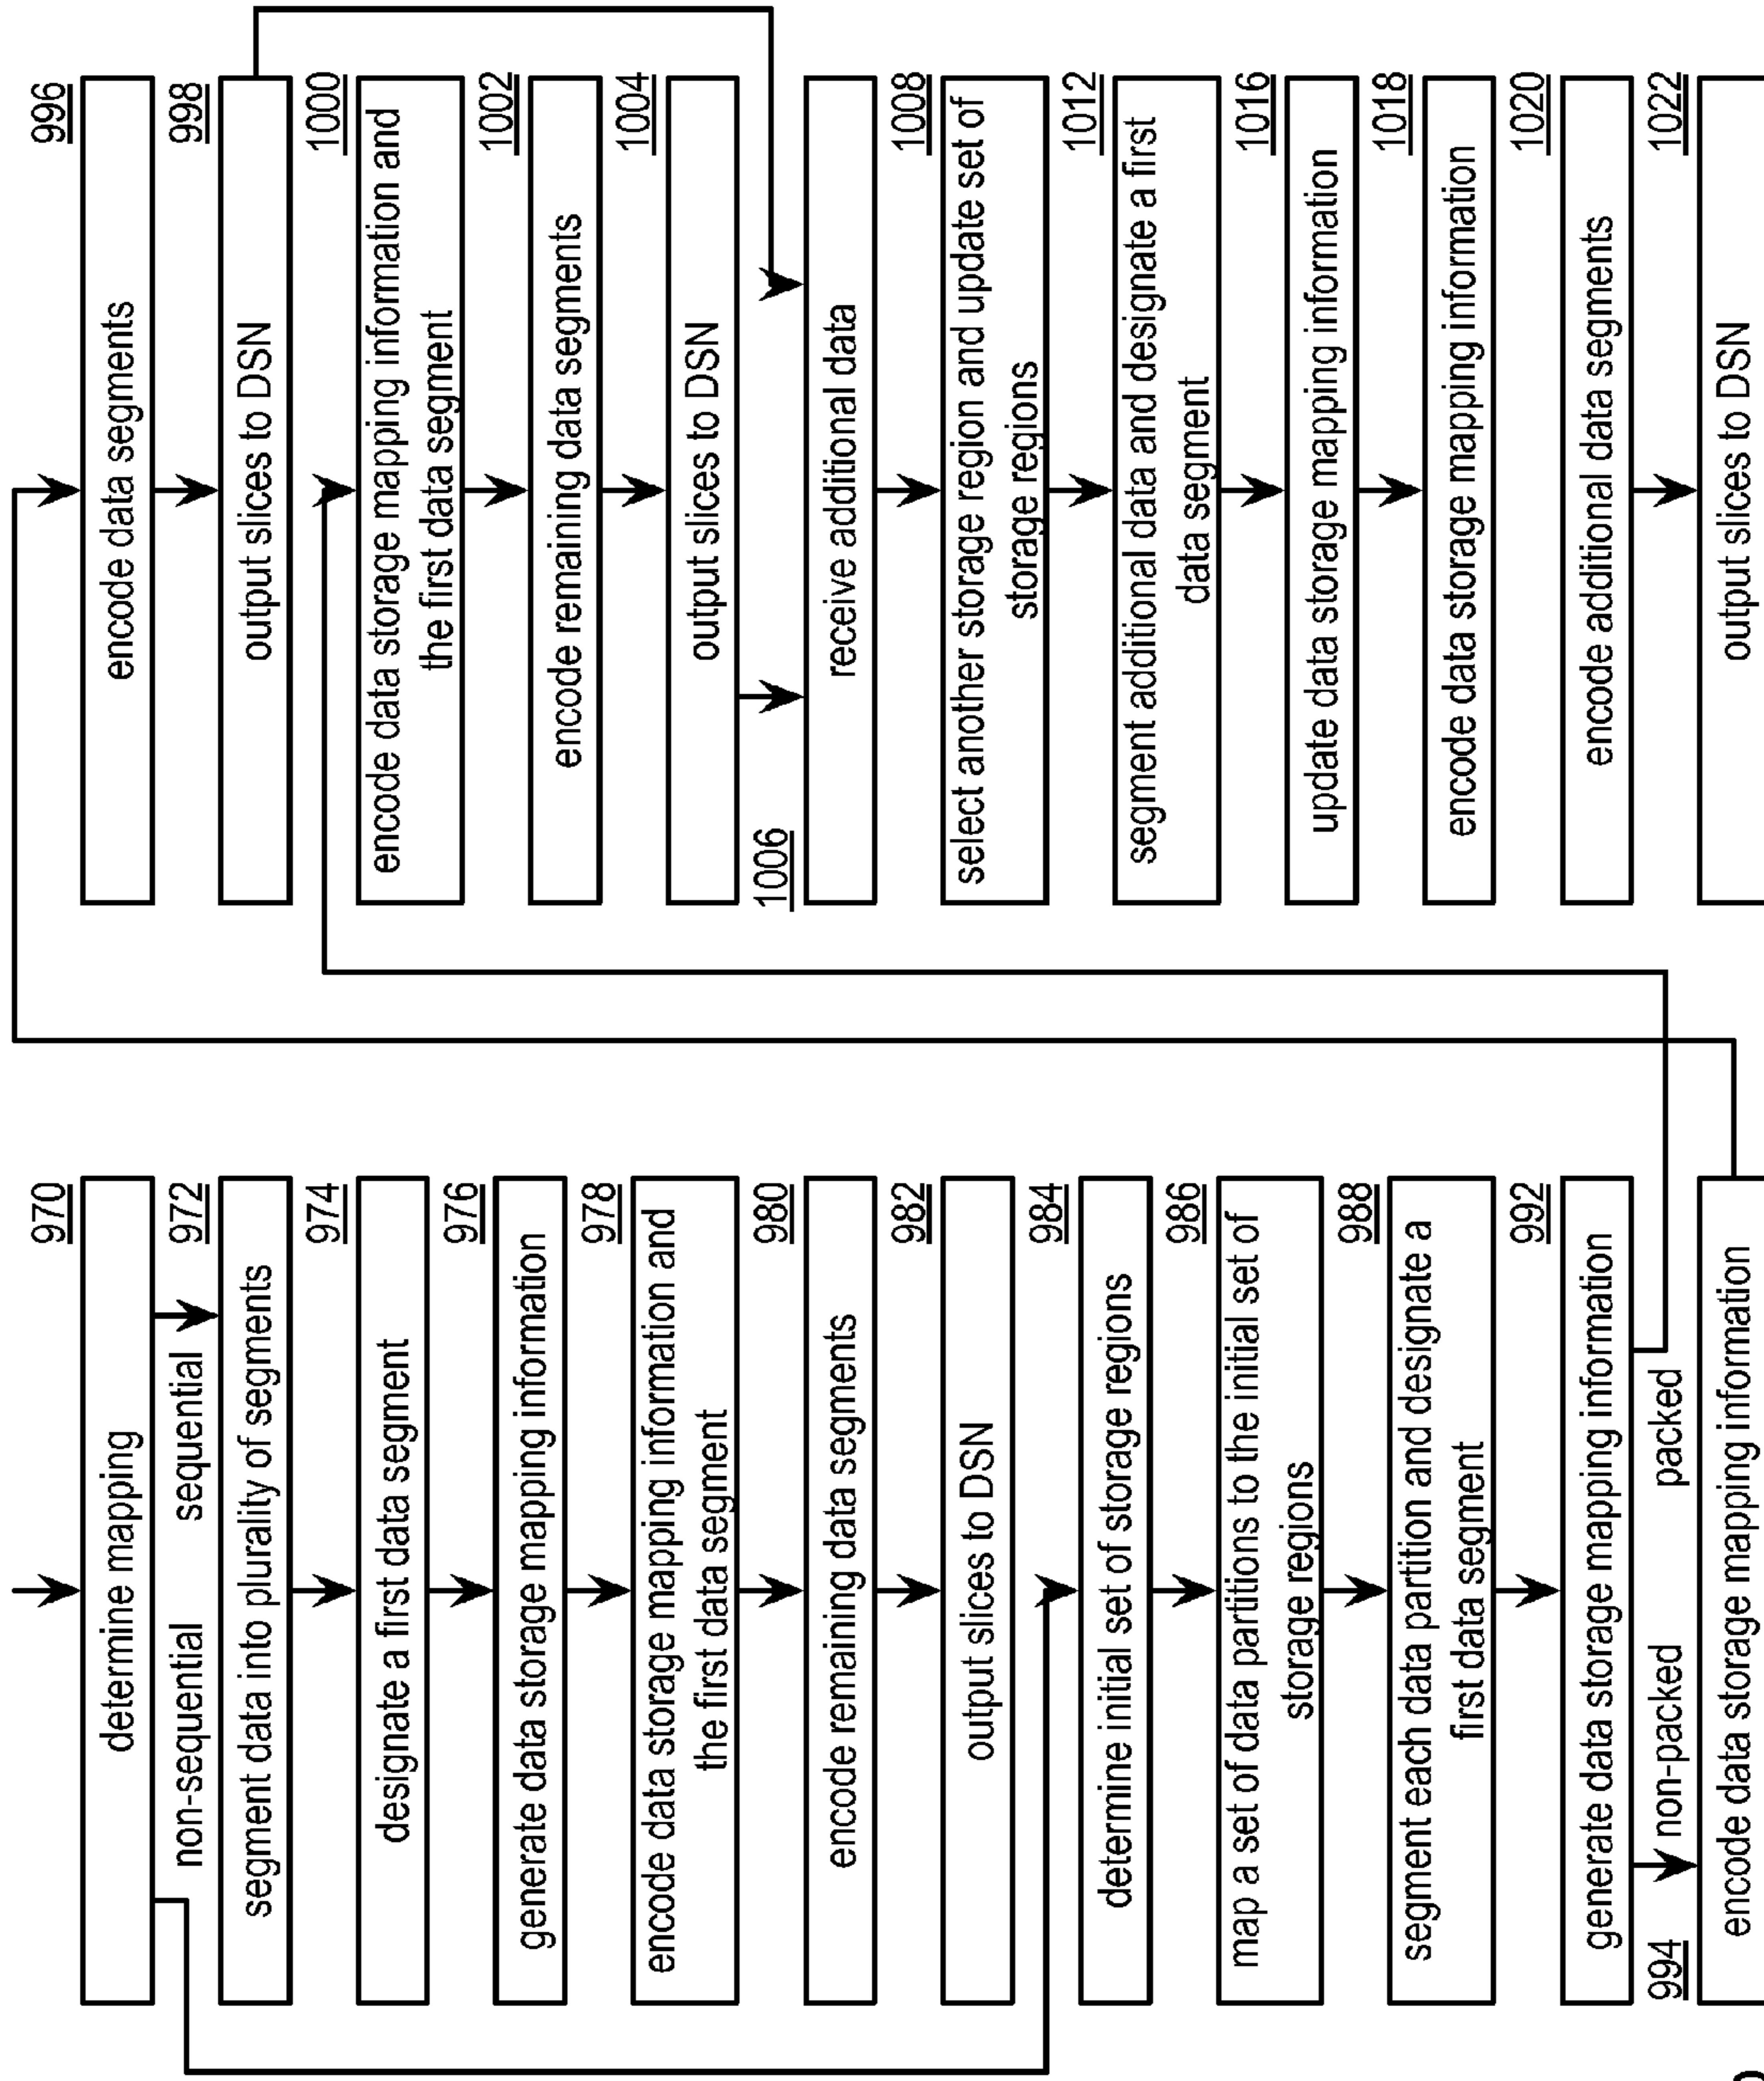 970
determine mapping
non-sequential
sequential
972
segment data into plurality of segments
974
designate a first data segment
976
generate data storage mapping information
978
encode data storage mapping information and
the first data segment
980
encode remaining data segments
982
output slices to DSN
984
determine initial set of storage regions
986
map a set of data partitions to the initial set of
storage regions
988
segment each data partition and designate a
first data segment
992
generate data storage mapping information
non-packed
packed
994
encode data storage mapping information
996
encode data segments
998
output slices to DSN
1000
encode data storage mapping information and
the first data segment
1002
encode remaining data segments
1004
output slices to DSN
1006
receive additional data
1008
select another storage region and update set of
storage regions
1012
segment additional data and designate a first
data segment
1016
update data storage mapping information
1018
encode data storage mapping information
1020
encode additional data segments
1022
output slices to DSN